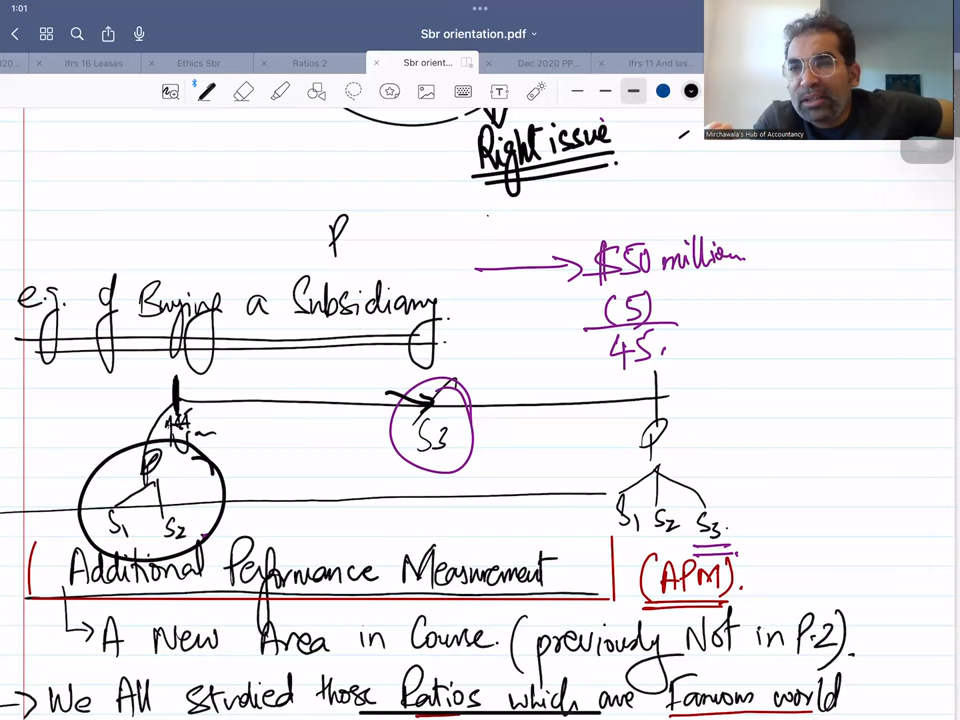 1:01
Sbr orientation.pdf
Ifrs 16 Leases
Ethics Sbr
Ratios 2
Sbr orient...
Dec 2020 PP...
Ifrs 11 And las...
Mirchawala's Hub of Accountancy
Right issue
P
$50 million
e.g. of Buying a Subsidiary.
(5)
45.
S3
P
P
S1 S2
S1 S2 S3
Additional Performance Measurement (APM).
A New Area in Course. (previously Not in P.2).
We All studied those Ratios which are Famous world